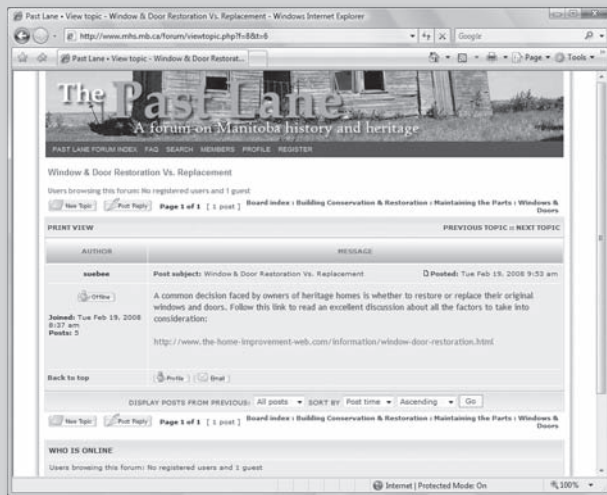 Past Lane • View topic - Window & Door Restoration Vs. Replacement - Windows Internet Explorer
http://www.mhs.mb.ca/forum/viewtopic.php?f=8&t=6
Google
Past Lane • View topic - Window & Door Restorat...
Page
Tools
The Past Lane
A forum on Manitoba history and heritage
PAST LANE FORUM INDEX FAQ SEARCH MEMBERS PROFILE REGISTER
Window & Door Restoration Vs. Replacement
Users browsing this forum: No registered users and 1 guest
New Topic Post Reply Page 1 of 1 [ 1 post ] Board index : Building Conservation & Restoration : Maintaining the Parts : Windows &
Doors
PRINT VIEW PREVIOUS TOPIC :: NEXT TOPIC
AUTHOR MESSAGE
suebee Post subject: Window & Door Restoration Vs. Replacement Posted: Tue Feb 19, 2008 9:53 am
Offline
Joined: Tue Feb 19, 2008
8:37 am
Posts: 5
A common decision faced by owners of heritage homes is whether to restore or replace their original
windows and doors. Follow this link to read an excellent discussion about all the factors to take into
consideration:
http://www.the-home-improvement-web.com/information/window-door-restoration.html
Back to top Profile Email
DISPLAY POSTS FROM PREVIOUS: All posts SORT BY Post time Ascending Go
New Topic Post Reply Page 1 of 1 [ 1 post ] Board index : Building Conservation & Restoration : Maintaining the Parts : Windows &
Doors
WHO IS ONLINE
Users browsing this forum: No registered users and 1 guest
Internet | Protected Mode: On 100%